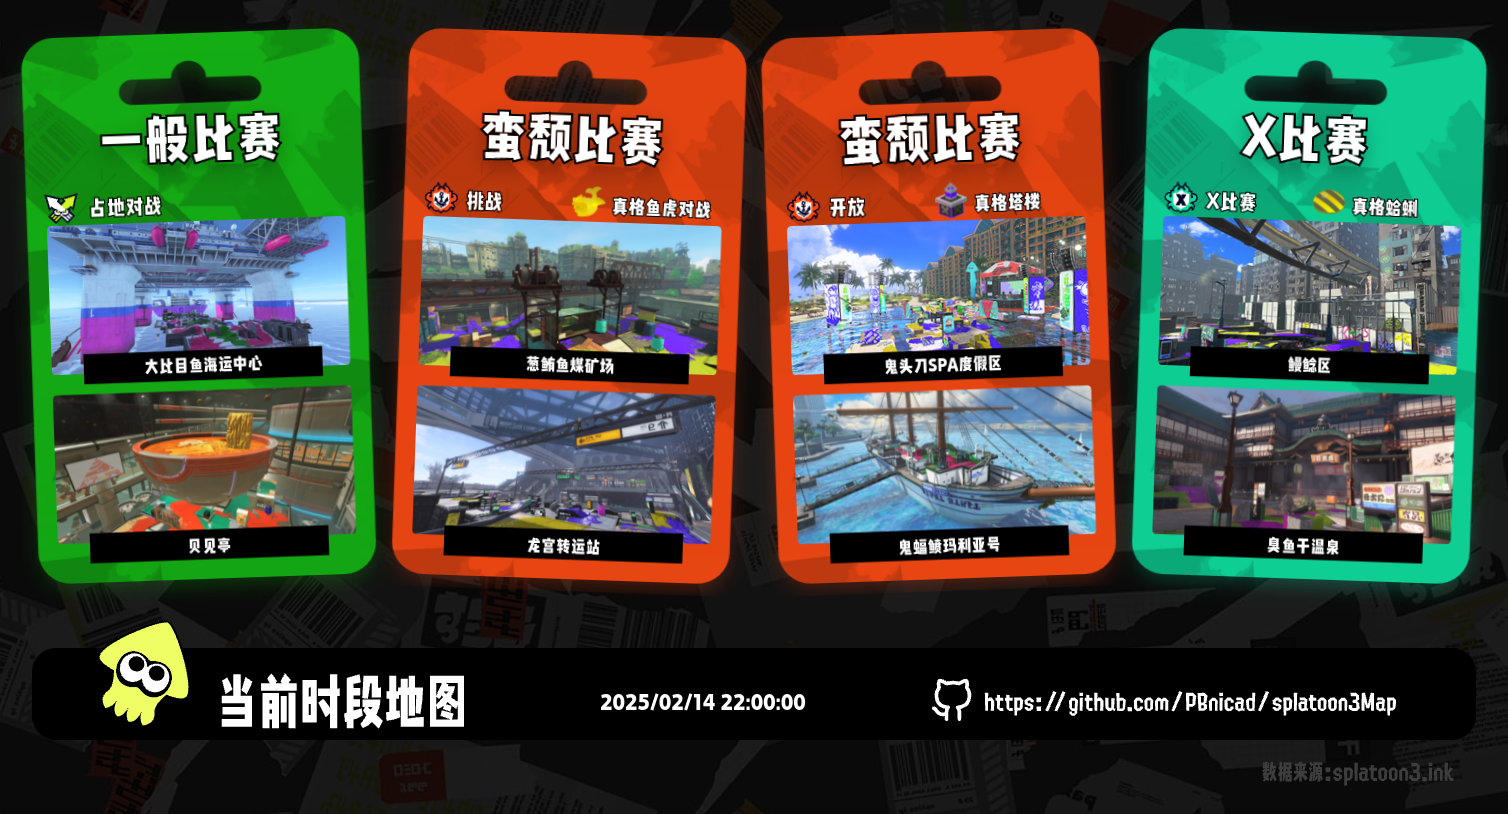 一般比赛
占地对战
大比目鱼海运中心
贝贝亭
蛮颓比赛
挑战
真格鱼虎对战
葱鲔鱼煤矿场
龙宫转运站
蛮颓比赛
开放
真格塔楼
鬼头刀SPA度假区
鬼蝠鲼玛利亚号
X比赛
X比赛
真格蛤蜊
鳗鲶区
臭鱼干温泉
当前时段地图
2025/02/14 22:00:00
https://github.com/PBnicad/splatoon3Map
数据来源:splatoon3.ink